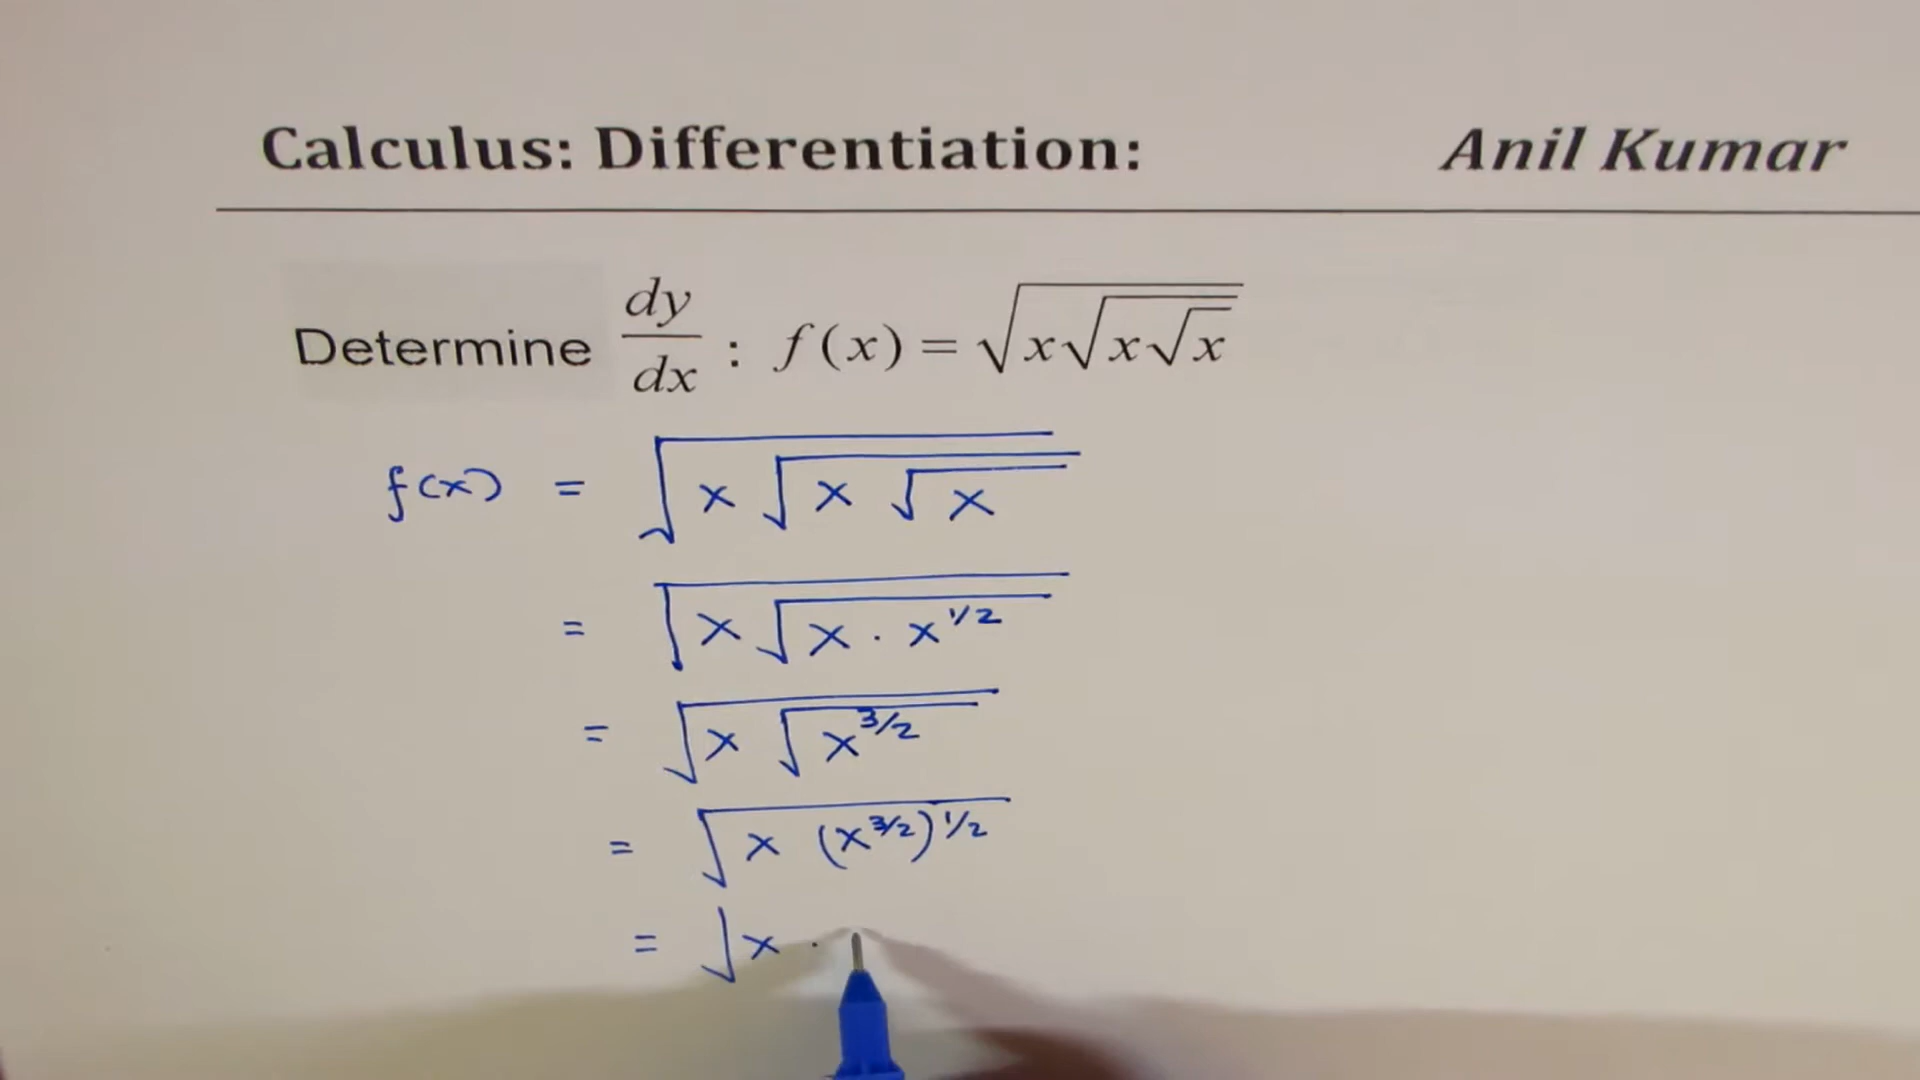 Calculus: Differentiation: Anil Kumar
Determine dy/dx : f(x) = √(x√(x√x))
f(x) = √(x√(x√x))
= √(x√(x · x^1/2))
= √(x√(x^3/2))
= √(x (x^3/2)^1/2)
= √x ·